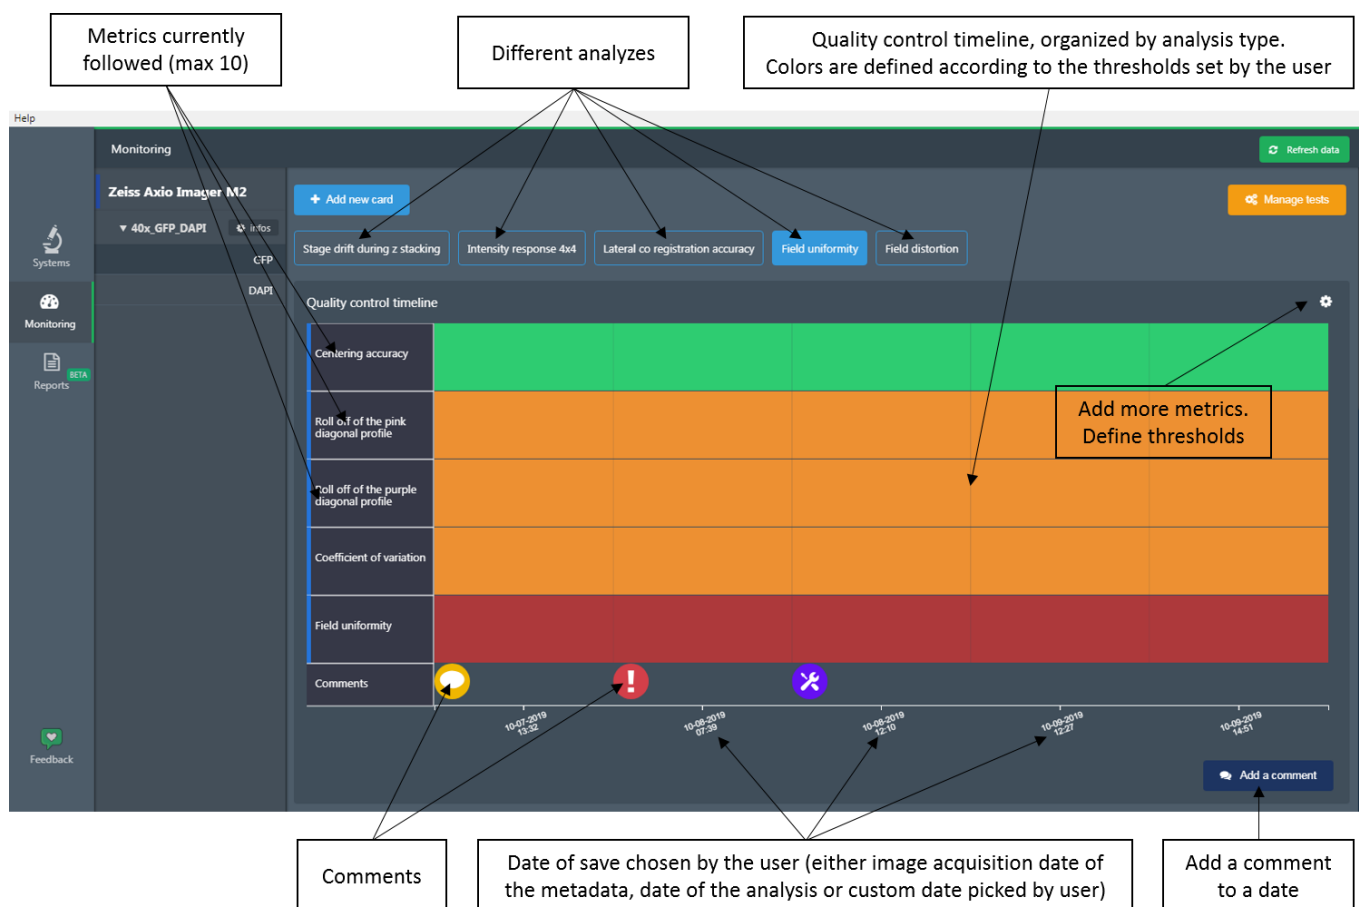 Metrics currently
followed (max 10)
Different analyzes
Quality control timeline, organized by analysis type.
Colors are defined according to the thresholds set by the user
Help
Monitoring
Refresh data
Zeiss Axio Imager M2
Add new card
Manage tests
40x_GFP_DAPI
infos
Systems
Stage drift during z stacking
Intensity response 4x4
Lateral co registration accuracy
Field uniformity
Field distortion
GFP
DAPI
Monitoring
Quality control timeline
Reports
BETA
Centering accuracy
Roll off of the pink
diagonal profile
Add more metrics.
Define thresholds
Roll off of the purple
diagonal profile
Coefficient of variation
Field uniformity
Comments
10-07-2019
13:32
10-08-2019
07:39
10-08-2019
12:10
10-09-2019
12:27
10-09-2019
14:51
Feedback
Add a comment
Comments
Date of save chosen by the user (either image acquisition date of
the metadata, date of the analysis or custom date picked by user)
Add a comment
to a date